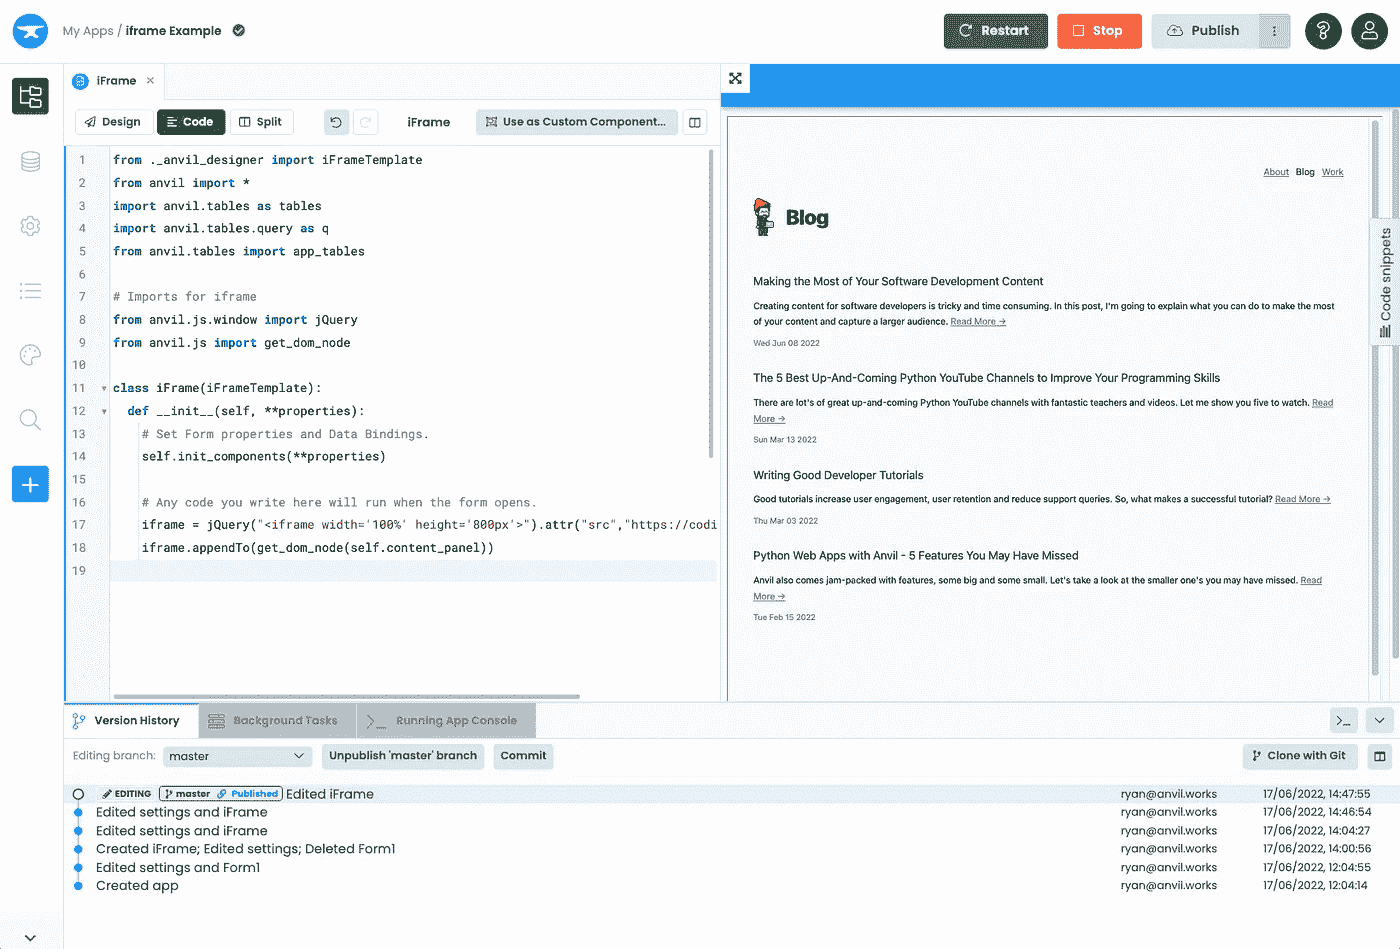 My Apps / iframe Example
Restart
Stop
Publish
iFrame
Design
Code
Split
iFrame
Use as Custom Component...
1 from ._anvil_designer import iFrameTemplate
2 from anvil import *
3 import anvil.tables as tables
4 import anvil.tables.query as q
5 from anvil.tables import app_tables
6
7 # Imports for iframe
8 from anvil.js.window import jQuery
9 from anvil.js import get_dom_node
10
11 class iFrame(iFrameTemplate):
12 def __init__(self, **properties):
13 # Set Form properties and Data Bindings.
14 self.init_components(**properties)
15
16 # Any code you write here will run when the form opens.
17 iframe = jQuery("<iframe width='100%' height='800px'>").attr("src","https://codi
18 iframe.appendTo(get_dom_node(self.content_panel))
19
About Blog Work
Blog
Making the Most of Your Software Development Content
Creating content for software developers is tricky and time consuming. In this post, I'm going to explain what you can do to make the most
of your content and capture a larger audience. Read More →
Wed Jun 08 2022
The 5 Best Up-And-Coming Python YouTube Channels to Improve Your Programming Skills
There are lot's of great up-and-coming Python YouTube channels with fantastic teachers and videos. Let me show you five to watch. Read
More →
Sun Mar 13 2022
Writing Good Developer Tutorials
Good tutorials increase user engagement, user retention and reduce support queries. So, what makes a successful tutorial? Read More →
Thu Mar 03 2022
Python Web Apps with Anvil - 5 Features You May Have Missed
Anvil also comes jam-packed with features, some big and some small. Let's take a look at the smaller one's you may have missed. Read
More →
Tue Feb 15 2022
Code snippets
Version History
Background Tasks
Running App Console
Editing branch: master
Unpublish 'master' branch
Commit
Clone with Git
EDITING master Published Edited iFrame ryan@anvil.works 17/06/2022, 14:47:55
Edited settings and iFrame ryan@anvil.works 17/06/2022, 14:46:54
Edited settings and iFrame ryan@anvil.works 17/06/2022, 14:04:27
Created iFrame; Edited settings; Deleted Form1 ryan@anvil.works 17/06/2022, 14:00:56
Edited settings and Form1 ryan@anvil.works 17/06/2022, 12:04:55
Created app ryan@anvil.works 17/06/2022, 12:04:14